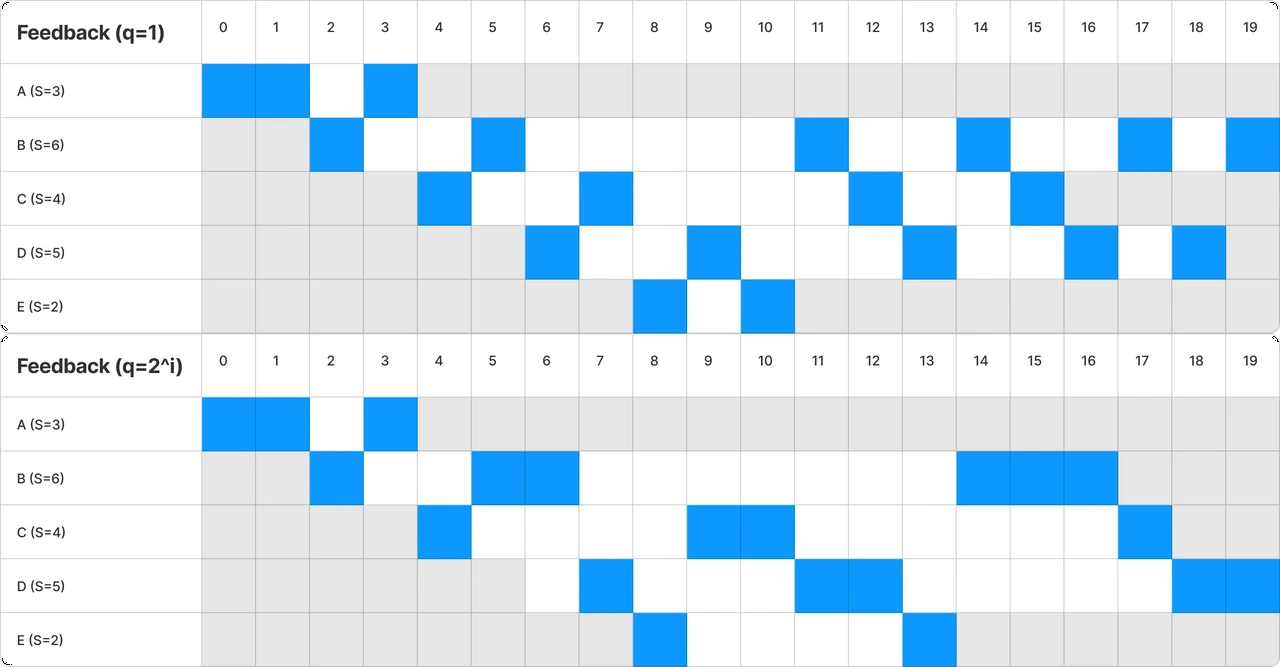 Feedback (q=1) 0 1 2 3 4 5 6 7 8 9 10 11 12 13 14 15 16 17 18 19
A (S=3)
B (S=6)
C (S=4)
D (S=5)
E (S=2)
Feedback (q=2^i) 0 1 2 3 4 5 6 7 8 9 10 11 12 13 14 15 16 17 18 19
A (S=3)
B (S=6)
C (S=4)
D (S=5)
E (S=2)